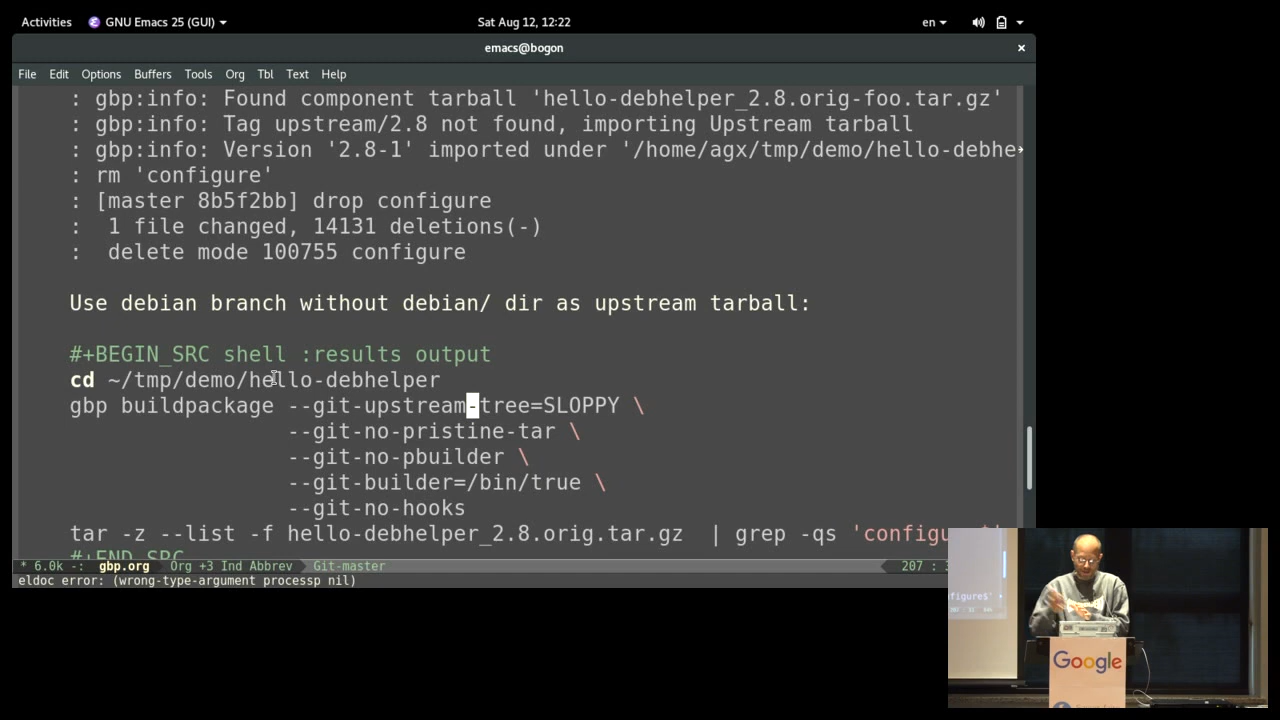 Activities GNU Emacs 25 (GUI) Sat Aug 12, 12:22 en
emacs@bogon ×
File Edit Options Buffers Tools Org Tbl Text Help
: gbp:info: Found component tarball 'hello-debhelper_2.8.orig-foo.tar.gz'
: gbp:info: Tag upstream/2.8 not found, importing Upstream tarball
: gbp:info: Version '2.8-1' imported under '/home/agx/tmp/demo/hello-debhe
: rm 'configure'
: [master 8b5f2bb] drop configure
:  1 file changed, 14131 deletions(-)
:  delete mode 100755 configure
Use debian branch without debian/ dir as upstream tarball:
#+BEGIN_SRC shell :results output
cd ~/tmp/demo/hello-debhelper
gbp buildpackage --git-upstream-tree=SLOPPY \
--git-no-pristine-tar \
--git-no-pbuilder \
--git-builder=/bin/true \
--git-no-hooks
tar -z --list -f hello-debhelper_2.8.orig.tar.gz  | grep -qs 'configu
#+END_SRC
* 6.0k -: gbp.org Org +3 Ind Abbrev Git-master 207 :
eldoc error: (wrong-type-argument processp nil)
nfigure$'
Google